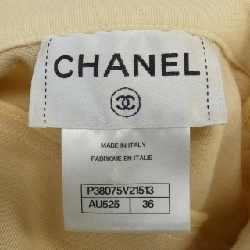 CHANEL
MADE IN ITALY
FABRIQUE EN ITALIE
P38075V21513
AU525 36